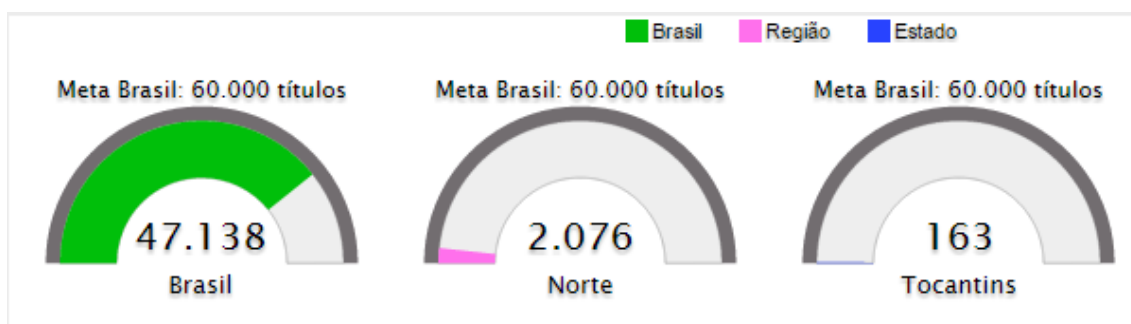 Brasil Região Estado
Meta Brasil: 60.000 títulos
Meta Brasil: 60.000 títulos
Meta Brasil: 60.000 títulos
47.138
2.076
163
Brasil
Norte
Tocantins